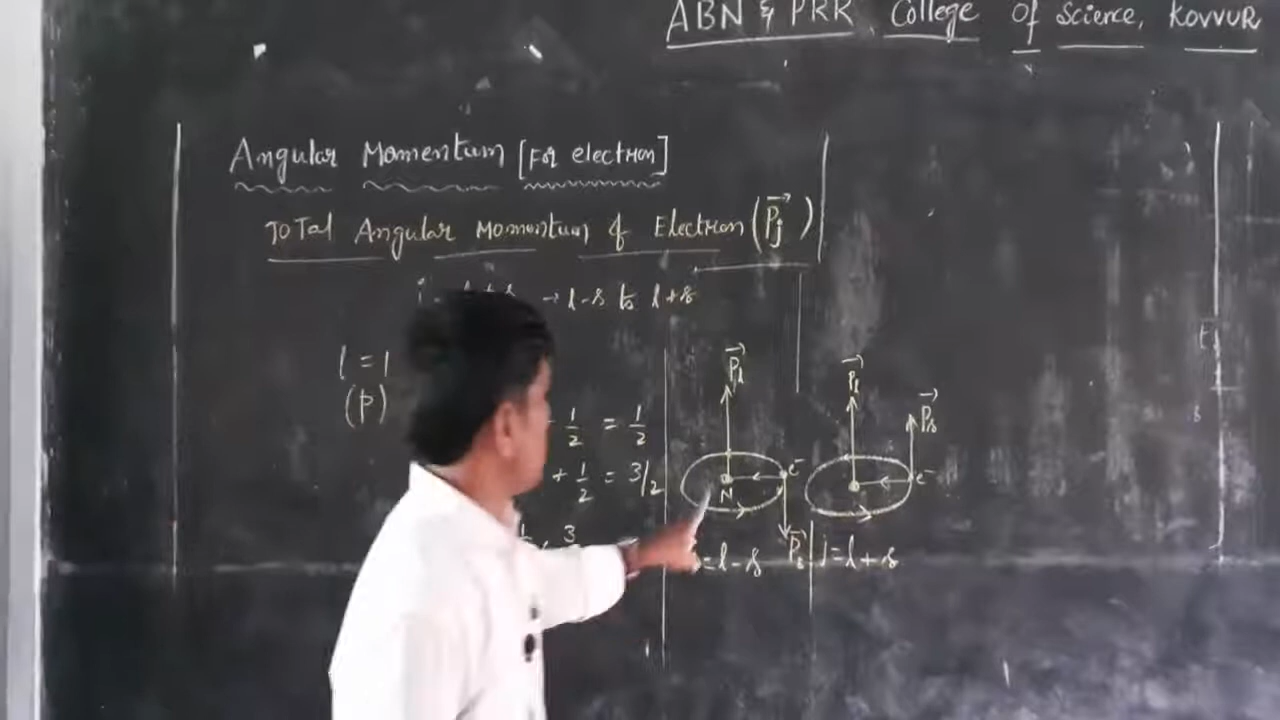 ABN & PRR College Of Science, KOVVUR
Angular Momentum [For electron]
Total Angular Momentum of Electron (P⃗j)
→ l-s to l+s
l = 1
(P)
1/2 = 1/2
+ 1/2 = 3/2
P⃗l
e⁻
N
P⃗s
= l - s
P⃗l
P⃗s
e⁻
j = l + s